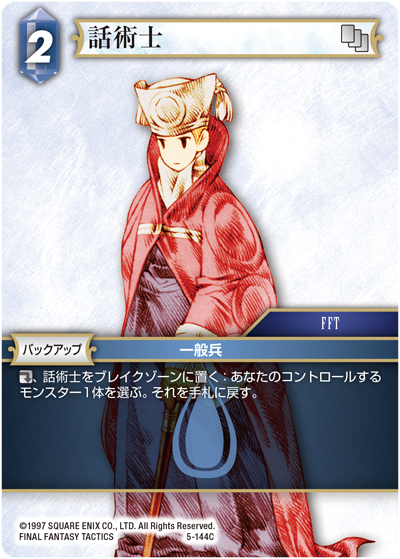 2
話術士
FFT
バックアップ
一般兵
、話術士をブレイクゾーンに置く：あなたのコントロールする
モンスター1体を選ぶ。それを手札に戻す。
©1997 SQUARE ENIX CO., LTD. All Rights Reserved.
FINAL FANTASY TACTICS
5-144C